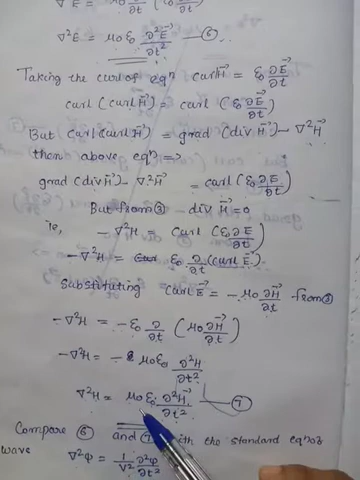 ∇²E = ∂/∂t ( ∂t )
∇²E = μ₀ε₀ ∂²E⃗/∂t² — ⑥
Taking the curl of eqⁿ curl H⃗ = ε₀ ∂E⃗/∂t
curl (curl H⃗) = curl (ε₀ ∂E⃗/∂t)
But curl curl H⃗ = grad (div H⃗) - ∇²H⃗
then above eqⁿ =>
grad (div H⃗) - ∇²H⃗ = curl (ε₀ ∂E/∂t)
But from ③ - div H⃗ = 0
ie, -∇²H = curl (ε₀ ∂E⃗/∂t)
-∇²H = ε₀ ∂/∂t (curl E⃗)
Substituting curl E⃗ = -μ₀ ∂H⃗/∂t from
-∇²H = -ε₀ ∂/∂t (μ₀ ∂H⃗/∂t)
-∇²H = - μ₀ε₀ ∂²H/∂t²
∇²H = μ₀ε₀ ∂²H⃗/∂t² — ⑦
Compare ⑥ and ⑦ with the standard eqⁿ of
wave ∇²φ = 1/V² ∂²φ/∂t²